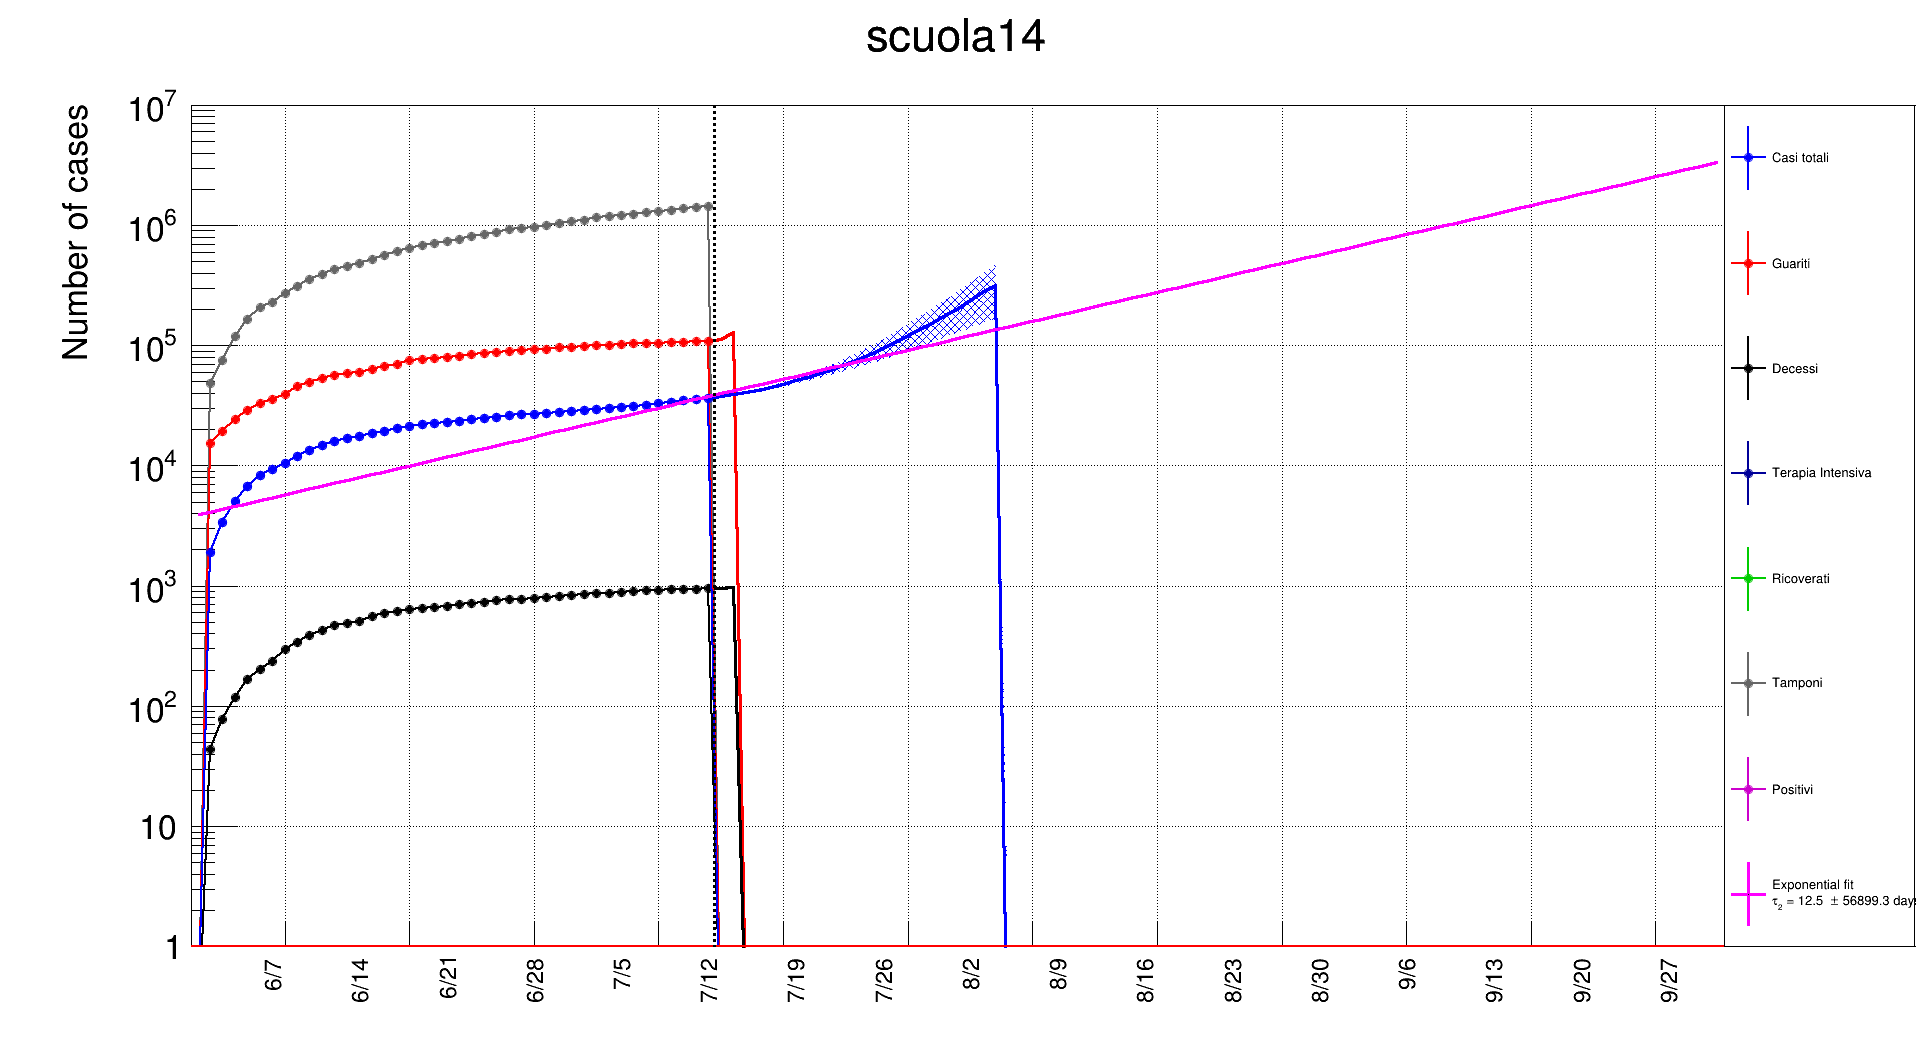 scuola14
Number of cases
10^7
10^6
10^5
10^4
10^3
10^2
10
1
6/7
6/14
6/21
6/28
7/5
7/12
7/19
7/26
8/2
8/9
8/16
8/23
8/30
9/6
9/13
9/20
9/27
Casi totali
Guariti
Decessi
Terapia Intensiva
Ricoverati
Tamponi
Positivi
Exponential fit
τ_2 = 12.5 ± 56899.3 day